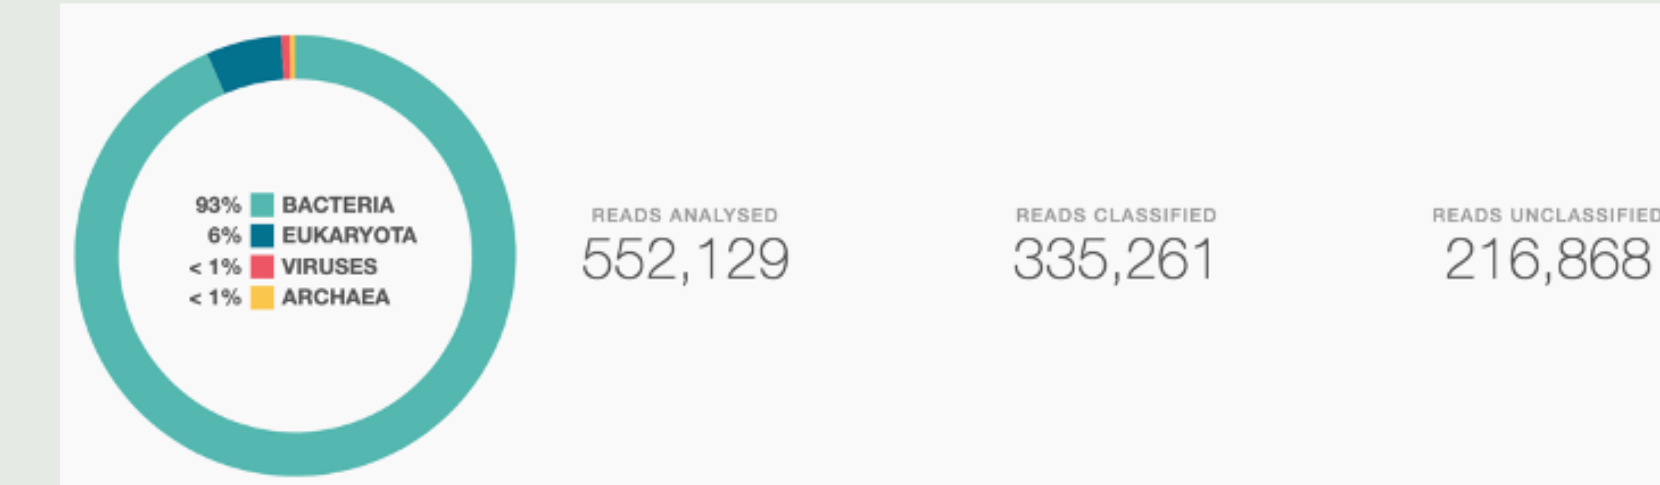 93% BACTERIA
6% EUKARYOTA
< 1% VIRUSES
< 1% ARCHAEA
READS ANALYSED
552,129
READS CLASSIFIED
335,261
READS UNCLASSIFIED
216,868